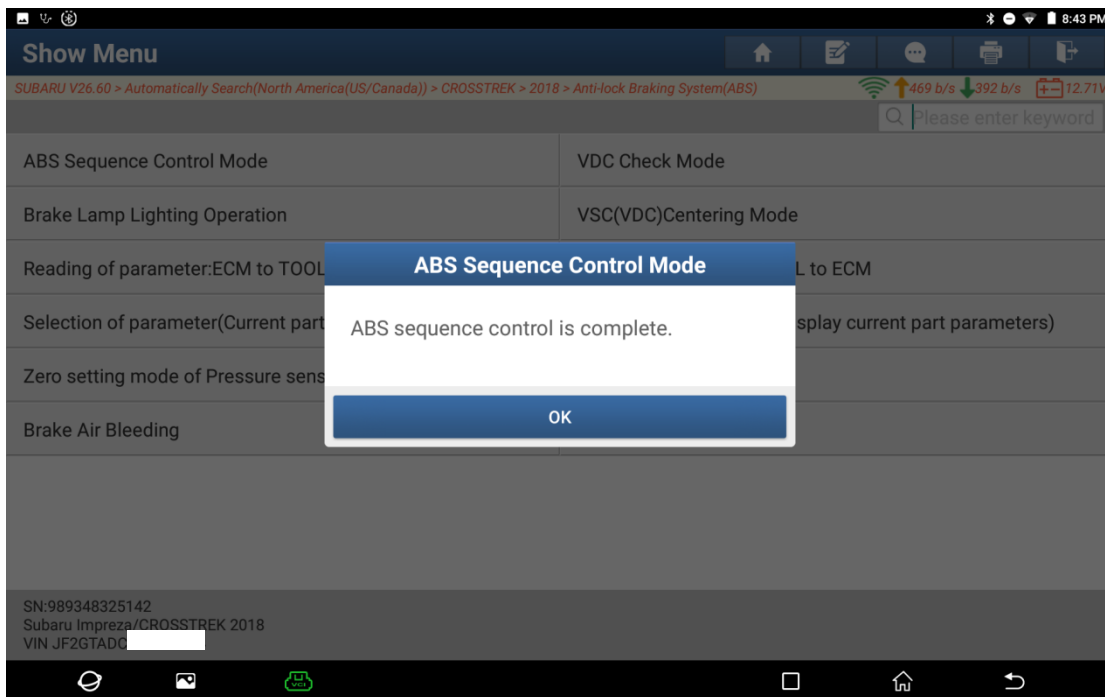 8:43 PM
Show Menu
SUBARU V26.60 > Automatically Search(North America(US/Canada)) > CROSSTREK > 2018 > Anti-lock Braking System(ABS)
469 b/s 392 b/s 12.71V
Please enter keyword
ABS Sequence Control Mode
VDC Check Mode
Brake Lamp Lighting Operation
VSC(VDC)Centering Mode
Reading of parameter:ECM to TOOL
L to ECM
Selection of parameter(Current part
splay current part parameters)
Zero setting mode of Pressure sens
Brake Air Bleeding
ABS Sequence Control Mode
ABS sequence control is complete.
OK
SN:989348325142
Subaru Impreza/CROSSTREK 2018
VIN JF2GTADC
VCI